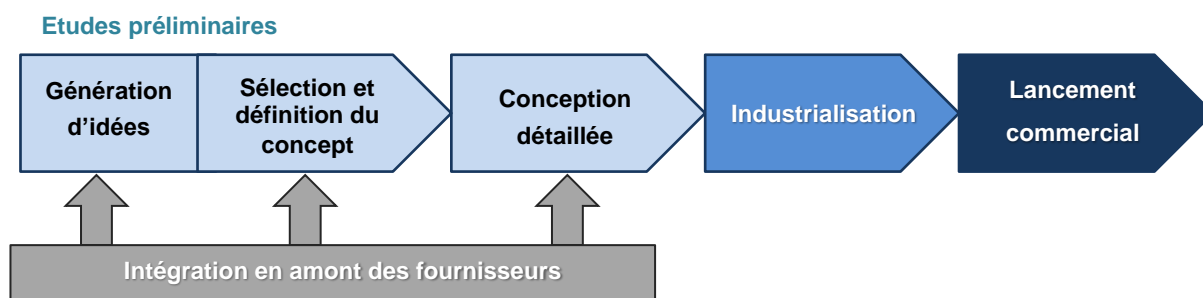 Etudes préliminaires
Génération
d'idées
Sélection et
définition du
concept
Conception
détaillée
Industrialisation
Lancement
commercial
Intégration en amont des fournisseurs